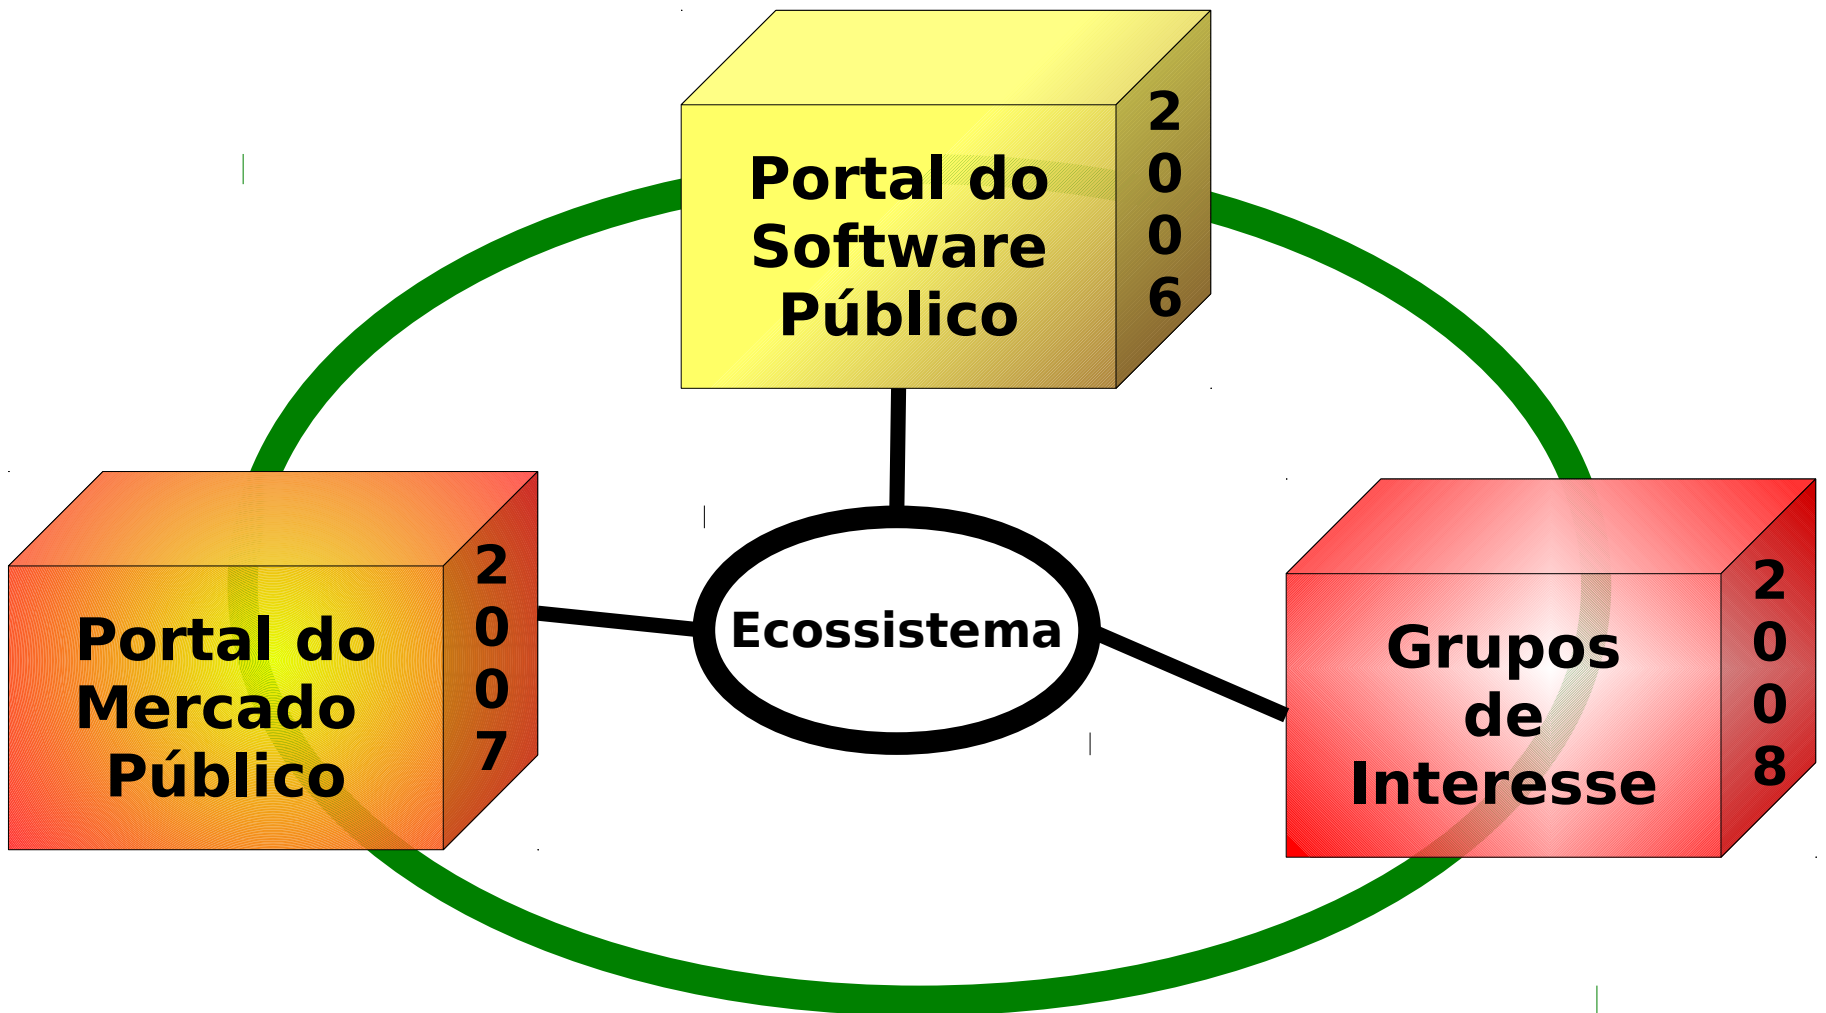 Portal do
Software
Público
2
0
0
6
Portal do
Mercado
Público
2
0
0
7
Ecossistema
Grupos
de
Interesse
2
0
0
8